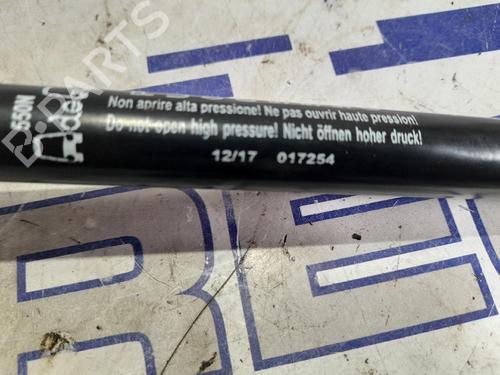 Non aprire alta pressione! Ne pas ouvrir haute pression!
Do not open high pressure! Nicht öffnen hoher druck!
12/17 017254
B-PARTS